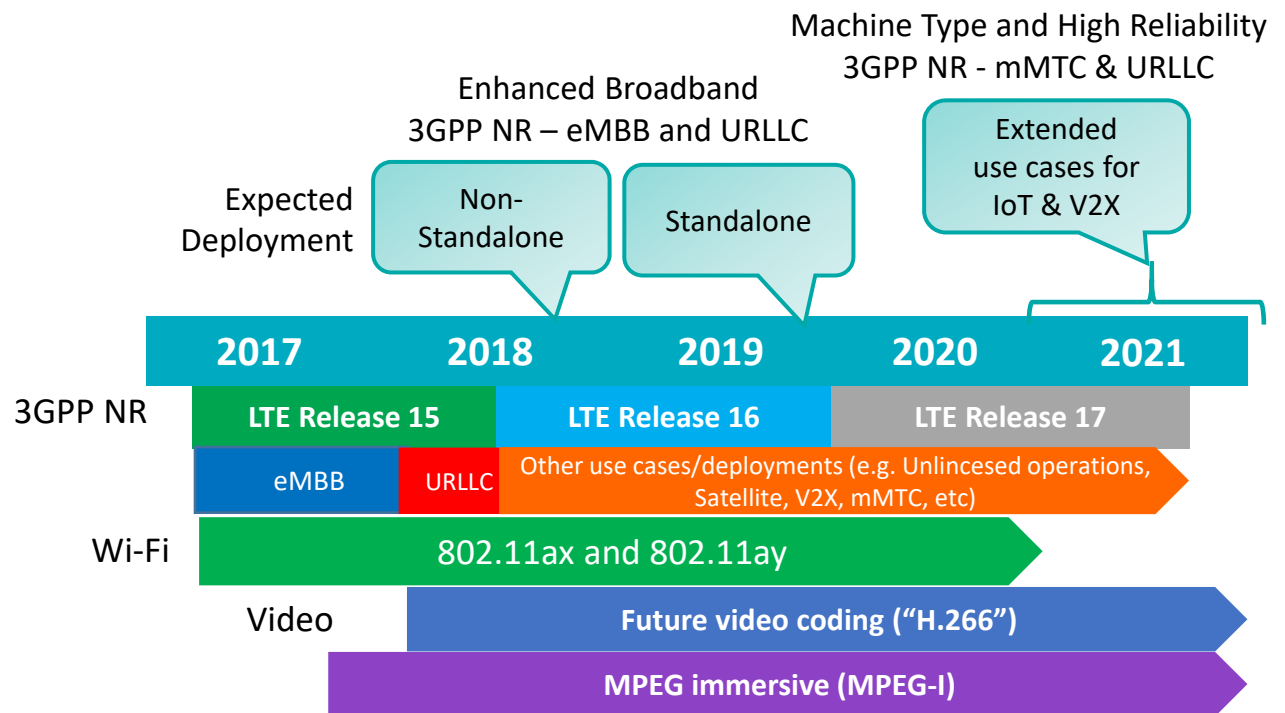 Machine Type and High Reliability
3GPP NR - mMTC & URLLC
Enhanced Broadband
3GPP NR – eMBB and URLLC
Extended
use cases for
IoT & V2X
Expected
Deployment
Non-
Standalone
Standalone
2017 2018 2019 2020 2021
3GPP NR
LTE Release 15
LTE Release 16
LTE Release 17
eMBB
URLLC
Other use cases/deployments (e.g. Unlincesed operations,
Satellite, V2X, mMTC, etc)
Wi-Fi
802.11ax and 802.11ay
Video
Future video coding (“H.266”)
MPEG immersive (MPEG-I)